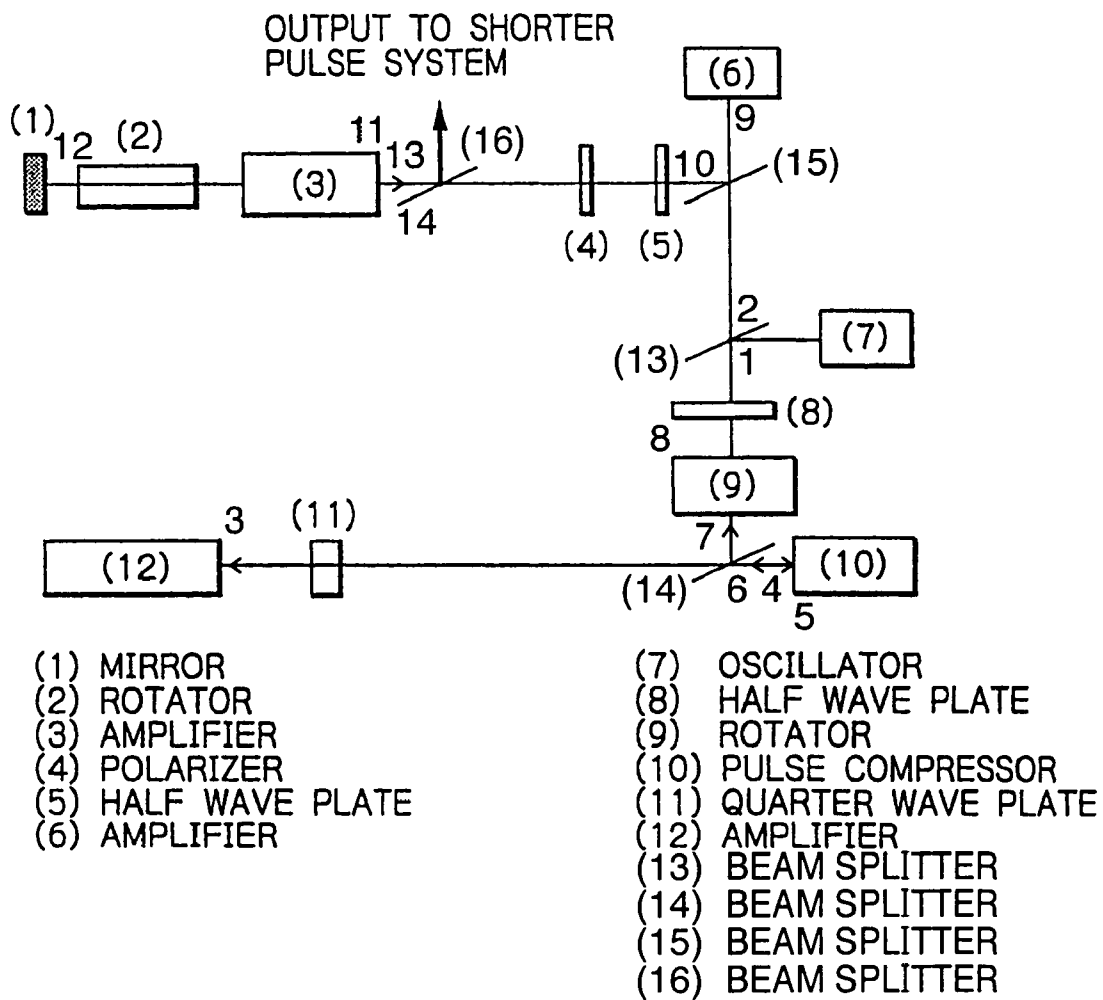 OUTPUT TO SHORTER
PULSE SYSTEM
(6)
9
(1)
12
(2)
11
13
(16)
10
(15)
(3)
14
(4)
(5)
2
(7)
(13)
1
(8)
8
(9)
7
3
(11)
(12)
(14)
6
4
(10)
5
(1) MIRROR
(2) ROTATOR
(3) AMPLIFIER
(4) POLARIZER
(5) HALF WAVE PLATE
(6) AMPLIFIER
(7) OSCILLATOR
(8) HALF WAVE PLATE
(9) ROTATOR
(10) PULSE COMPRESSOR
(11) QUARTER WAVE PLATE
(12) AMPLIFIER
(13) BEAM SPLITTER
(14) BEAM SPLITTER
(15) BEAM SPLITTER
(16) BEAM SPLITTER